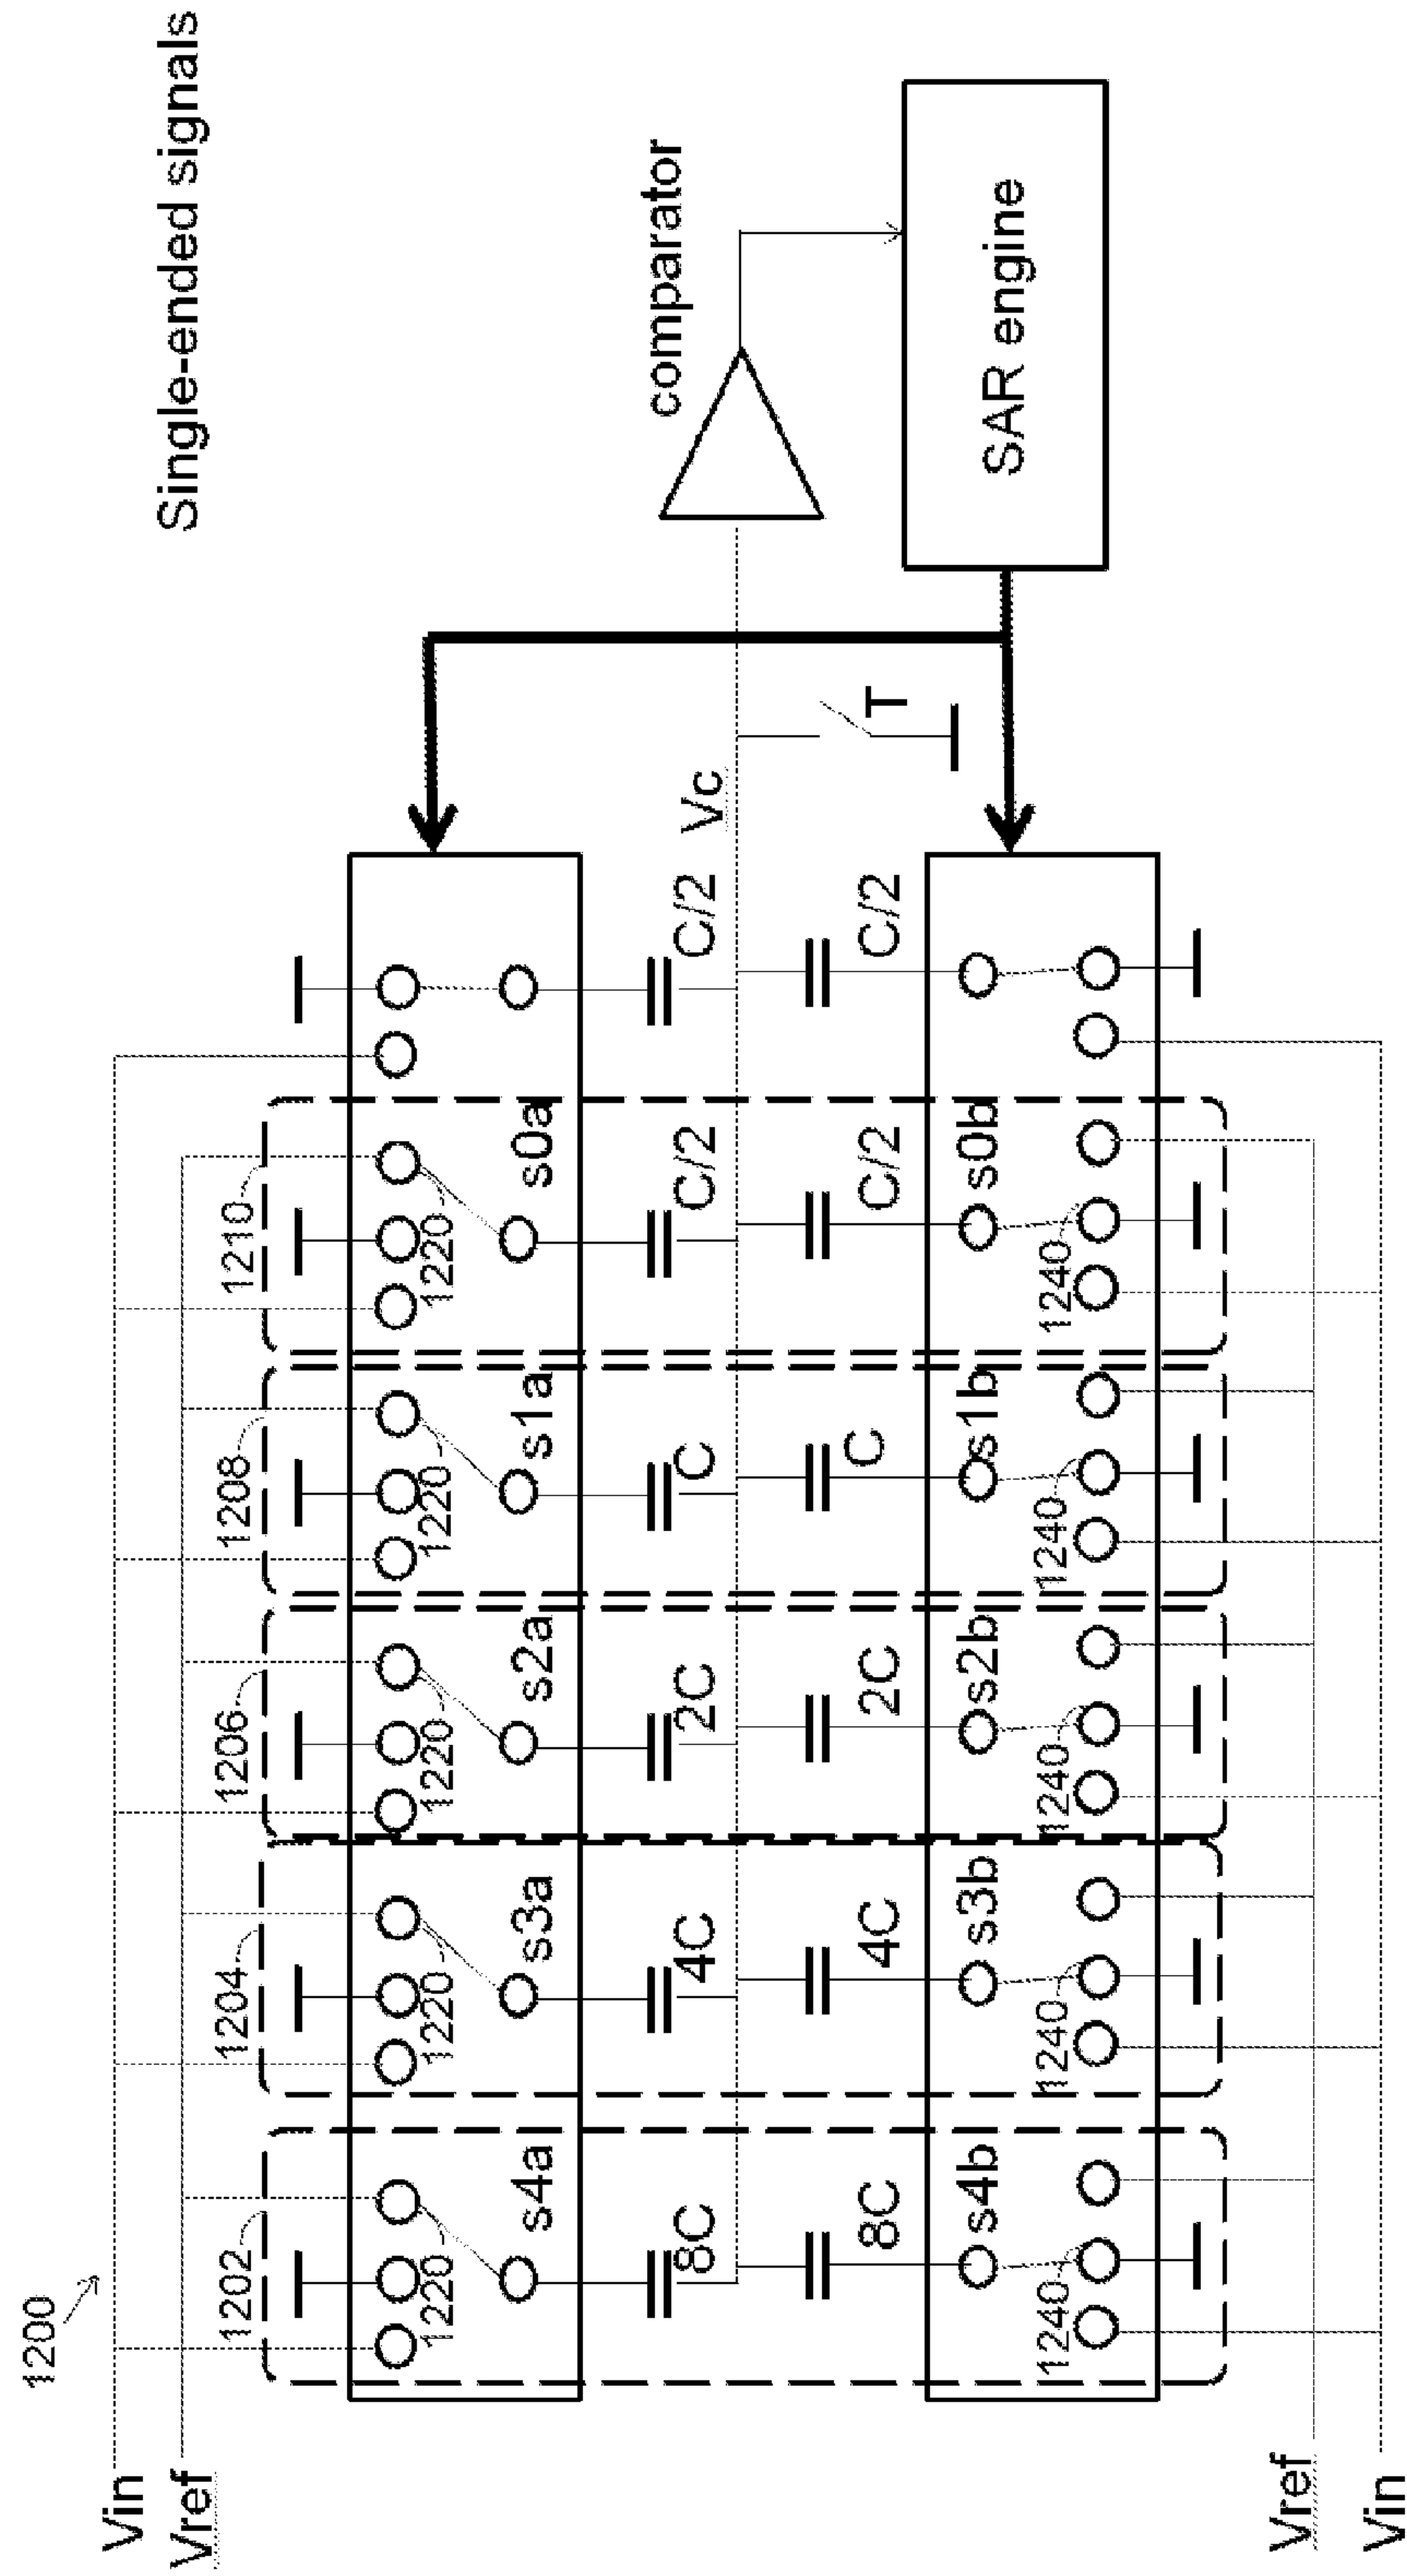 Single-ended signals
1200
Vin
Vref
1202
1204
1206
1208
1210
1220
1220
1220
1220
1220
s4a
s3a
s2a
s1a
s0a
8C
4C
2C
C
C/2
C/2
Vc
comparator
8C
4C
2C
C
C/2
C/2
T
SAR engine
s4b
s3b
s2b
s1b
s0b
1240
1240
1240
1240
1240
Vref
Vin